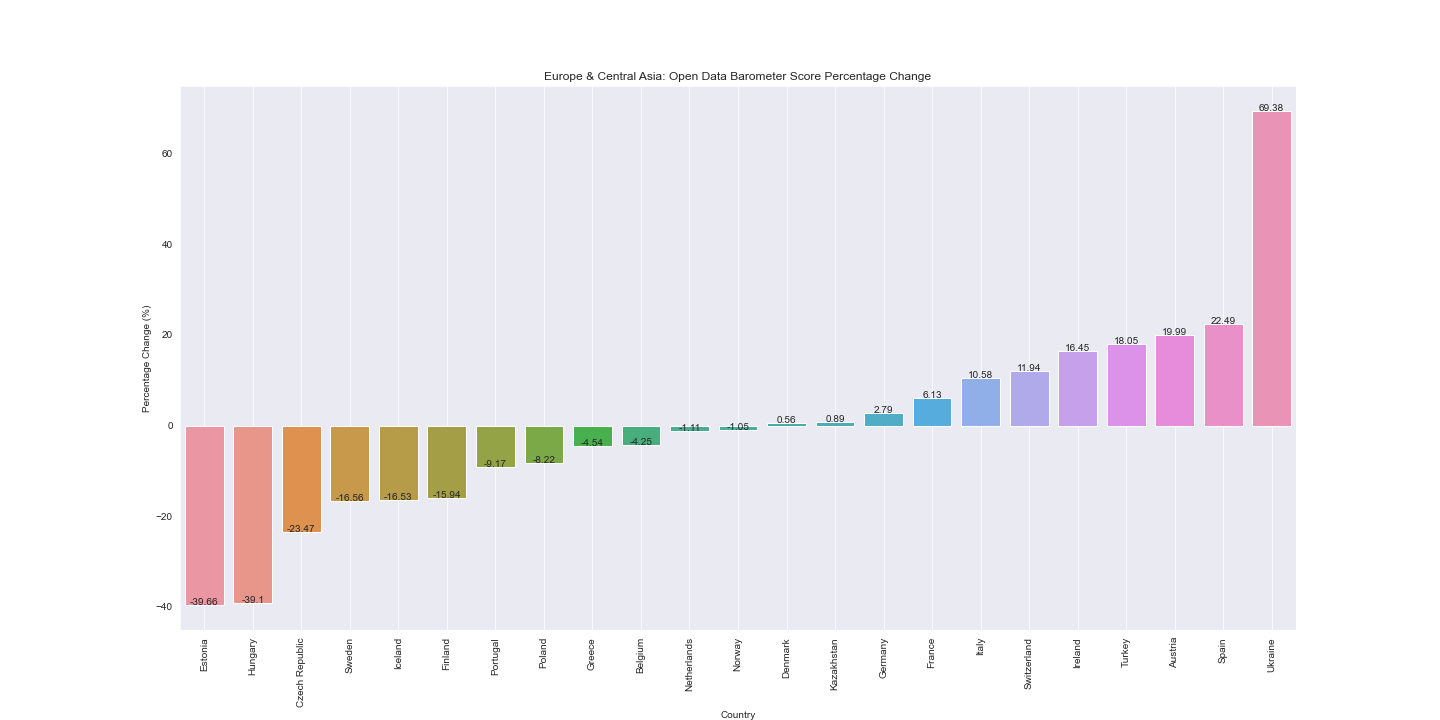 Europe & Central Asia: Open Data Barometer Score Percentage Change
Percentage Change (%)
60
40
20
0
−20
−40
-39.66
-39.1
-23.47
-16.56
-16.53
-15.94
-9.17
-8.22
-4.54
-4.25
-1.11
-1.05
0.56
0.89
2.79
6.13
10.58
11.94
16.45
18.05
19.99
22.49
69.38
Estonia
Hungary
Czech Republic
Sweden
Iceland
Finland
Portugal
Poland
Greece
Belgium
Netherlands
Norway
Denmark
Kazakhstan
Germany
France
Italy
Switzerland
Ireland
Turkey
Austria
Spain
Ukraine
Country